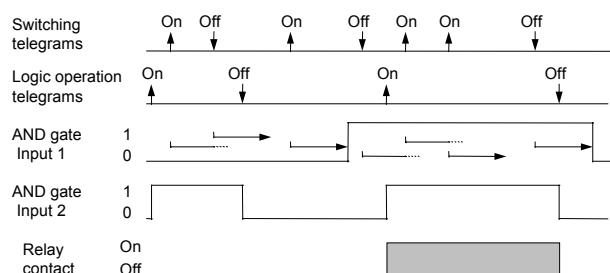 Switching telegrams On Off On Off On On Off
Logic operation telegrams On Off On Off
AND gate Input 1 1 0
AND gate Input 2 1 0
Relay contact On Off